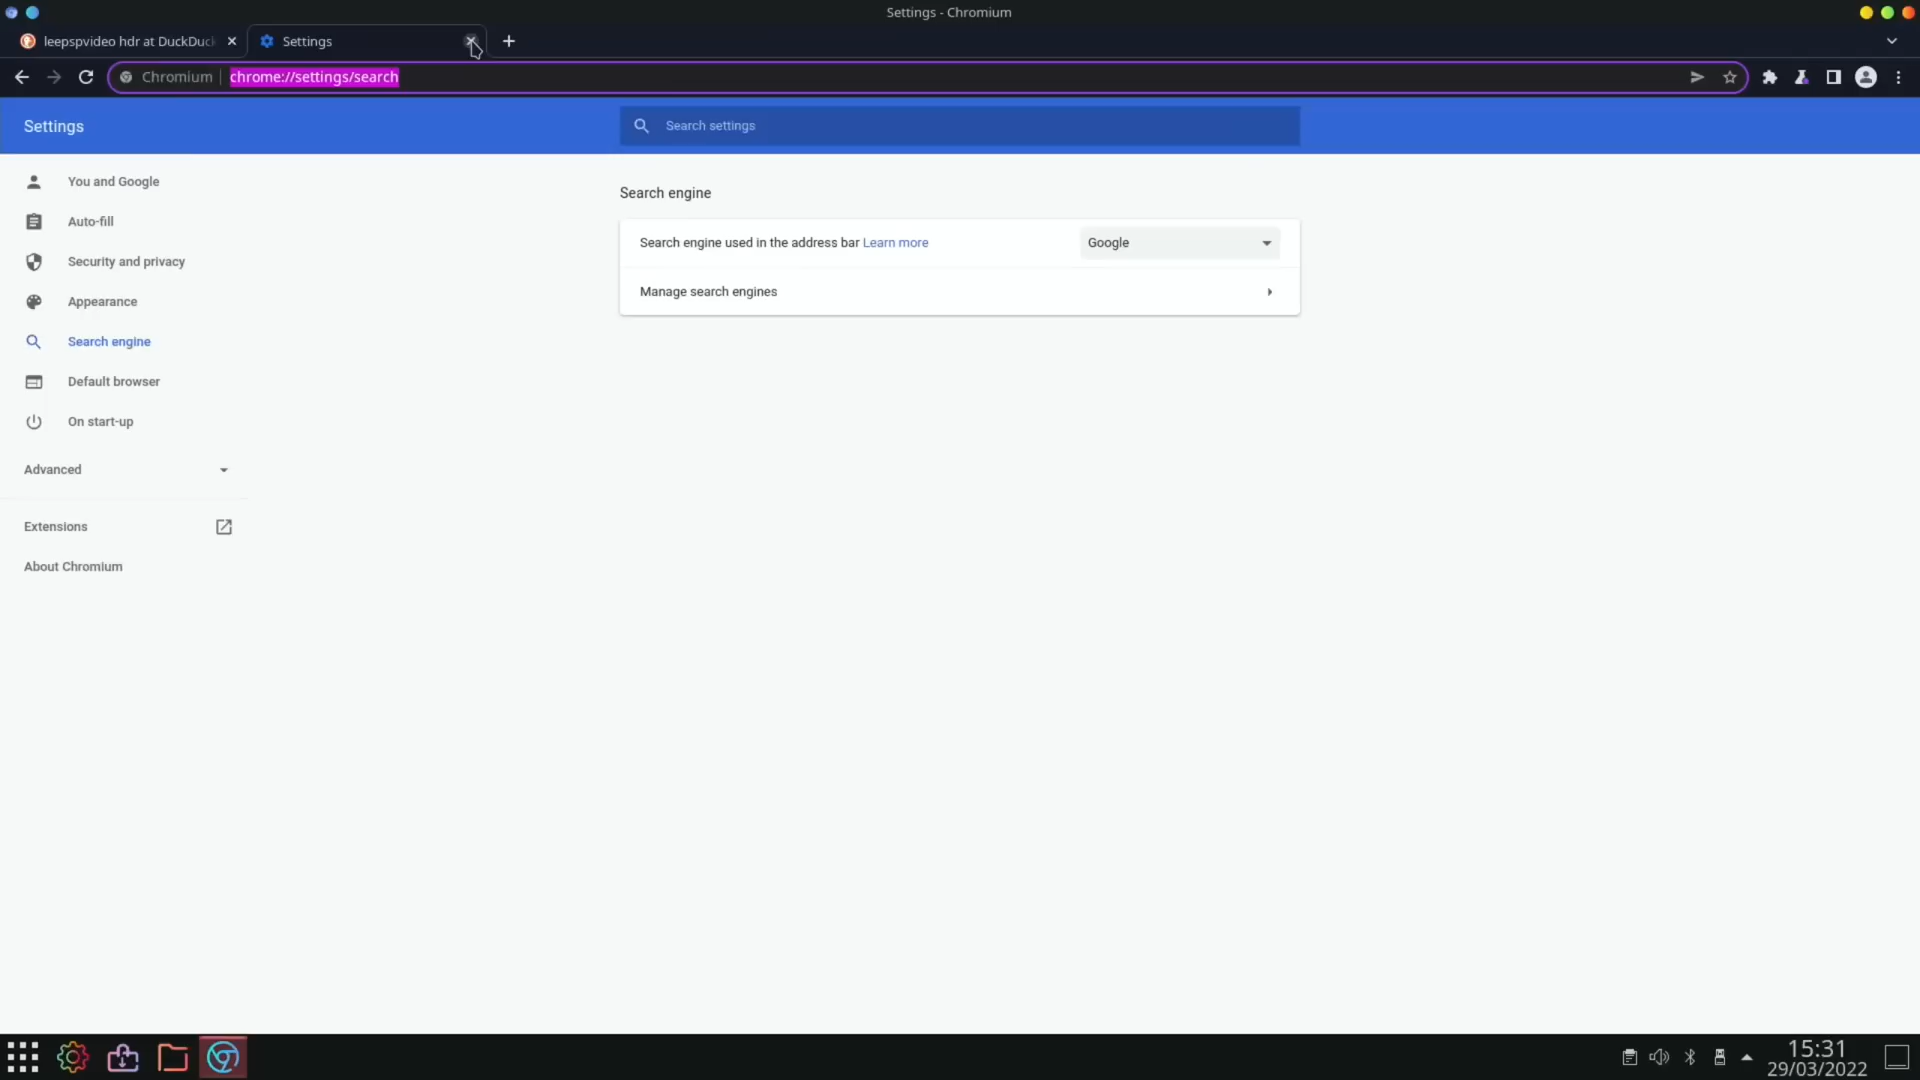 Settings - Chromium
leepspvideo hdr at DuckDuc
Settings
Chromium
chrome://settings/search
Settings
Search settings
You and Google
Auto-fill
Security and privacy
Appearance
Search engine
Default browser
On start-up
Advanced
Extensions
About Chromium
Search engine
Search engine used in the address bar Learn more
Google
Manage search engines
15:31
29/03/2022